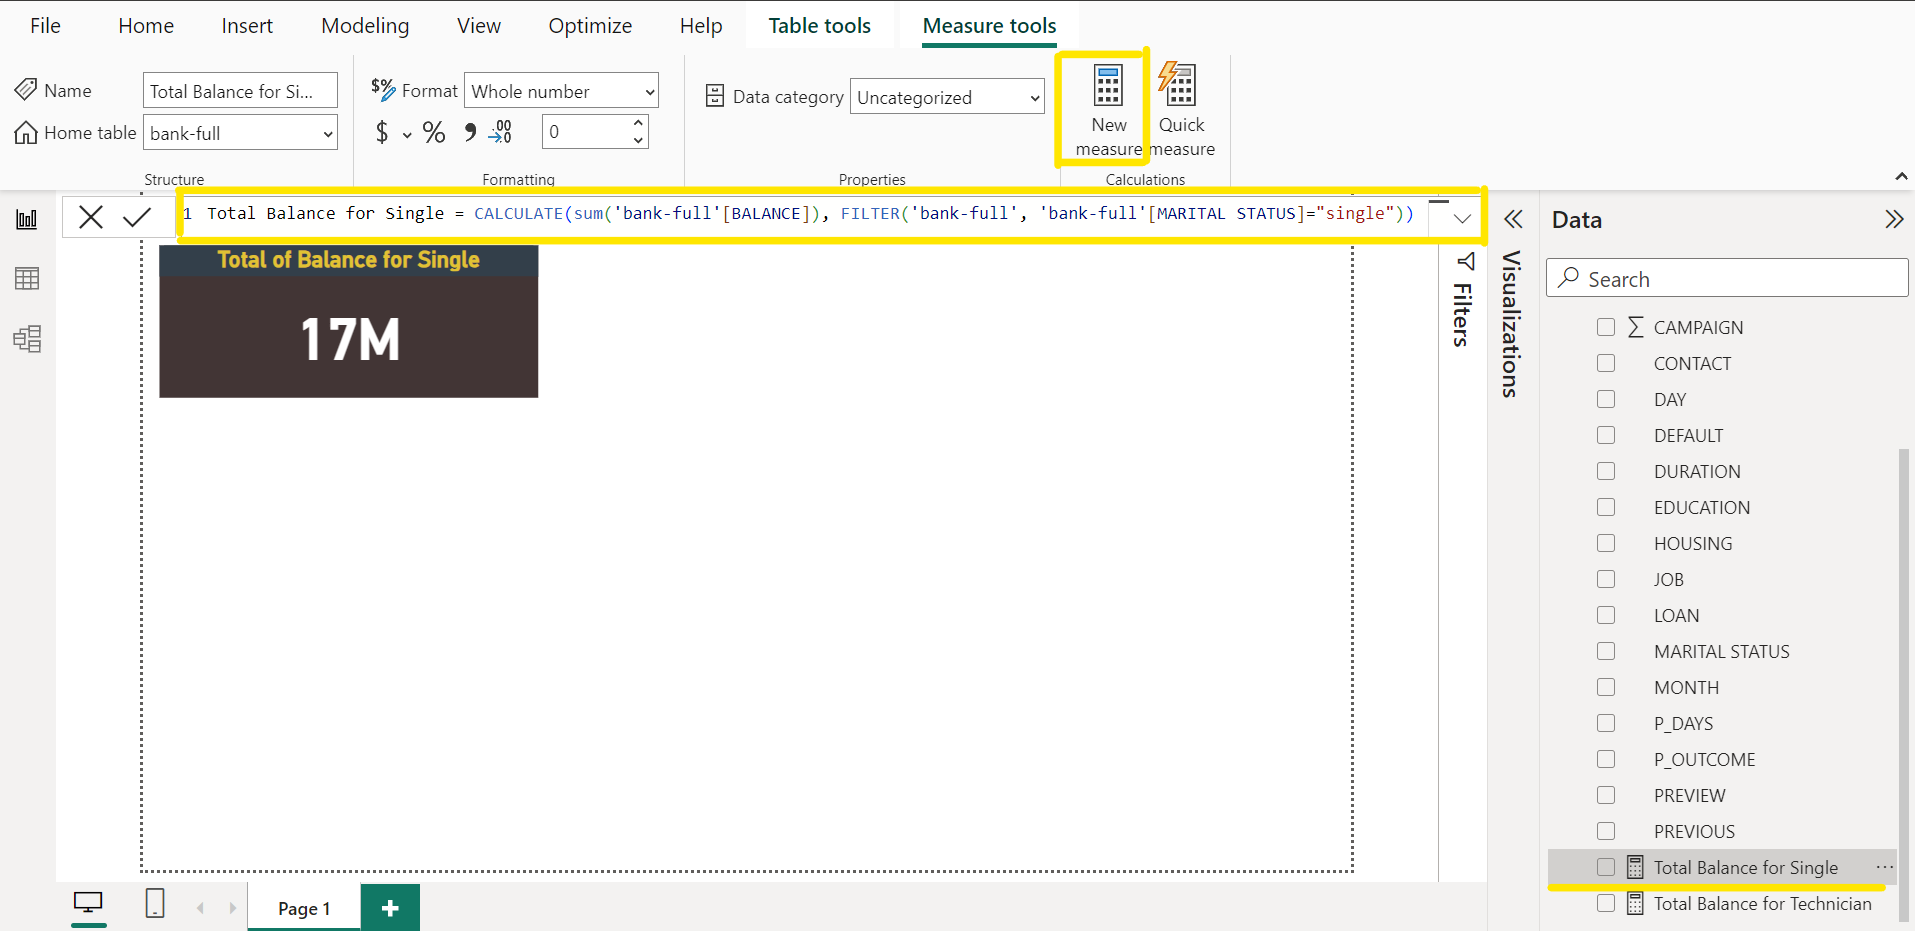 File Home Insert Modeling View Optimize Help Table tools Measure tools
Name Total Balance for Si... $% Format Whole number Data category Uncategorized New measure Quick measure
Home table bank-full $ % , .00 →.0 0
Structure Formatting Properties Calculations
1 Total Balance for Single = CALCULATE(sum('bank-full'[BALANCE]), FILTER('bank-full', 'bank-full'[MARITAL STATUS]="single"))
Total of Balance for Single
17M
Filters
Visualizations
Data
Search
CAMPAIGN
CONTACT
DAY
DEFAULT
DURATION
EDUCATION
HOUSING
JOB
LOAN
MARITAL STATUS
MONTH
P_DAYS
P_OUTCOME
PREVIEW
PREVIOUS
Total Balance for Single ...
Total Balance for Technician
Page 1 +